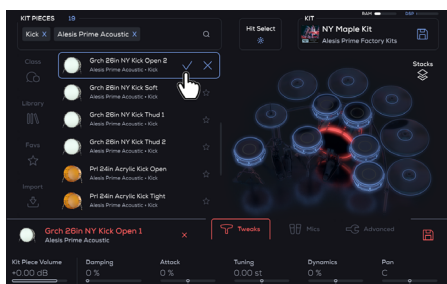 KIT PIECES 19
Kick X Alesis Prime Acoustic X
Hit Select
KIT
RAM
DSP
NY Maple Kit
Alesis Prime Factory Kits
Stacks
Class
Library
Favs
Import
Grch 26in NY Kick Open 2
Alesis Prime Acoustic • Kick
Grch 26in NY Kick Soft
Alesis Prime Acoustic • Kick
Grch 26in NY Kick Thud 1
Alesis Prime Acoustic • Kick
Grch 26in NY Kick Thud 2
Alesis Prime Acoustic • Kick
Prl 24in Acrylic Kick Open
Alesis Prime Acoustic • Kick
Prl 24in Acrylic Kick Tight
Alesis Prime Acoustic • Kick
Grch 26in NY Kick Open 1
Alesis Prime Acoustic
×
Tweaks
Mics
Advanced
Kit Piece Volume
+0.00 dB
Damping
0 %
Attack
0 %
Tuning
0.00 st
Dynamics
0 %
Pan
C